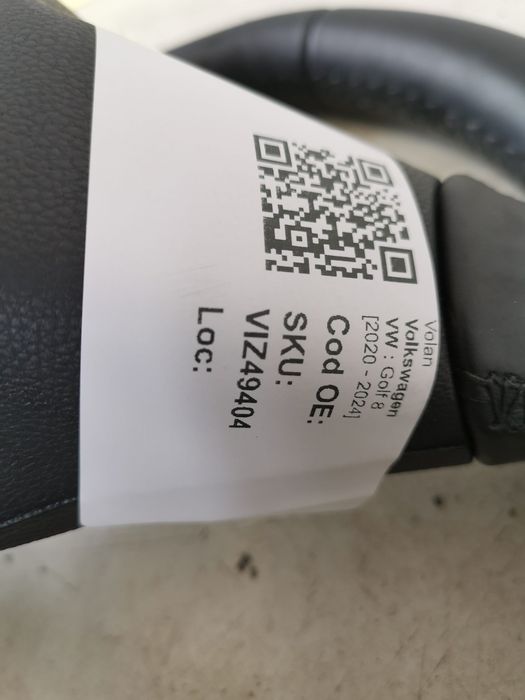 Volan
Volkswagen
VW : Golf 8
[2020 - 2024]
Cod OE:
SKU:
VIZ49404
Loc: